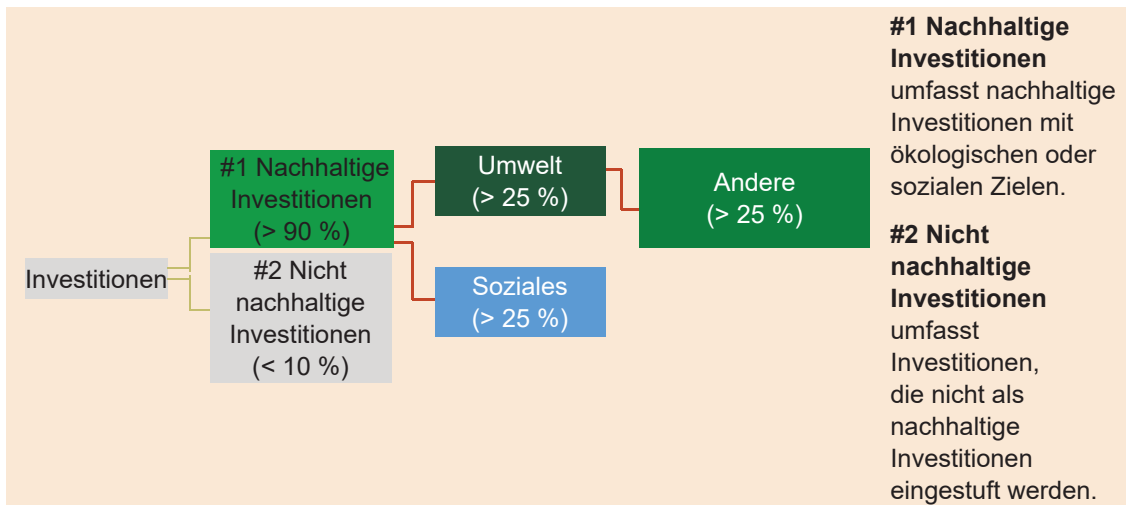 Investitionen
#1 Nachhaltige
Investitionen
(> 90 %)
#2 Nicht
nachhaltige
Investitionen
(< 10 %)
Umwelt
(> 25 %)
Soziales
(> 25 %)
Andere
(> 25 %)
#1 Nachhaltige
Investitionen
umfasst nachhaltige
Investitionen mit
ökologischen oder
sozialen Zielen.
#2 Nicht
nachhaltige
Investitionen
umfasst
Investitionen,
die nicht als
nachhaltige
Investitionen
eingestuft werden.